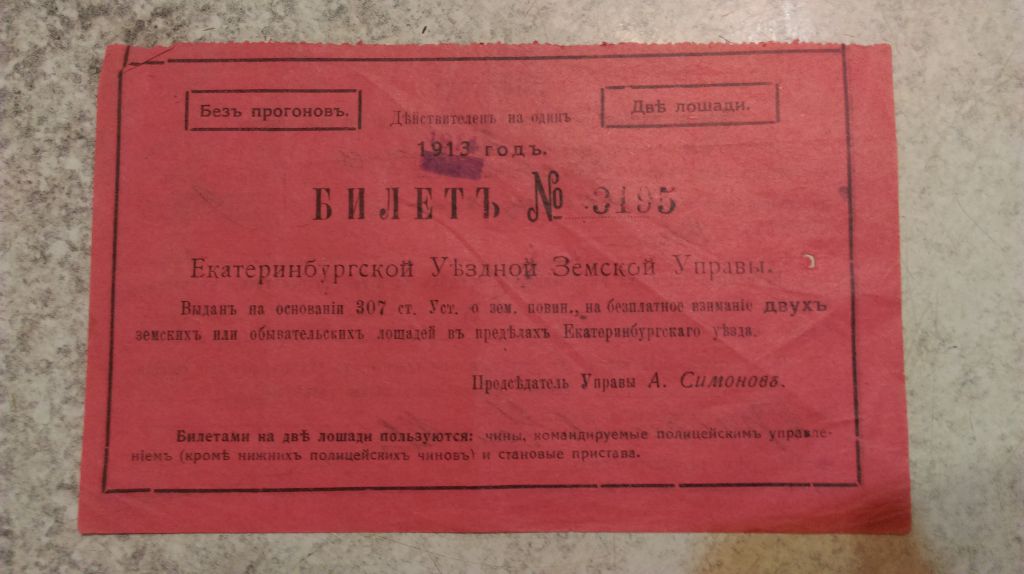 Безъ прогоновъ.
Двѣ лошади.
Дѣйствителенъ на одинъ
1913 годъ.
БИЛЕТЪ № 3195
Екатеринбургской Уѣздной Земской Управы.
Выданъ на основаніи 307 ст. Уст. о зем. повин., на безплатное взиманіе двухъ
земскихъ или обывательскихъ лошадей въ предѣлахъ Екатеринбургскаго уѣзда.
Предсѣдатель Управы А. Симоновъ.
Билетами на двѣ лошади пользуются: чины, командируемые полицейскимъ управле-
ніемъ (кромѣ нижнихъ полицейскихъ чиновъ) и становые пристава.